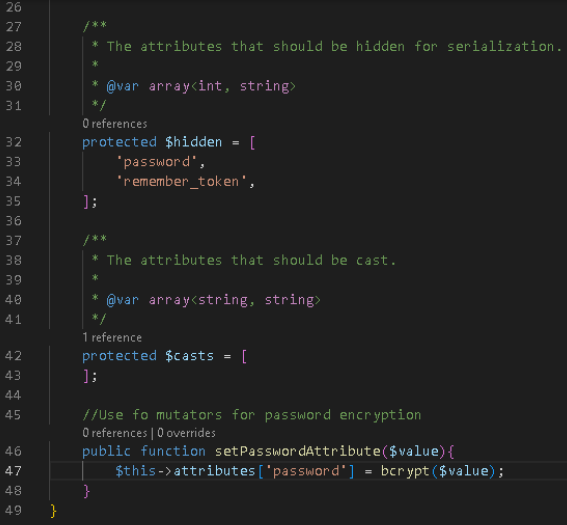 26
27 /**
28 * The attributes that should be hidden for serialization.
29 *
30 * @var array<int, string>
31 */
0 references
32 protected $hidden = [
33 'password',
34 'remember_token',
35 ];
36
37 /**
38 * The attributes that should be cast.
39 *
40 * @var array<string, string>
41 */
1 reference
42 protected $casts = [
43 ];
44
45 //Use fo mutators for password encryption
0 references | 0 overrides
46 public function setPasswordAttribute($value){
47 $this->attributes['password'] = bcrypt($value);
48 }
49 }